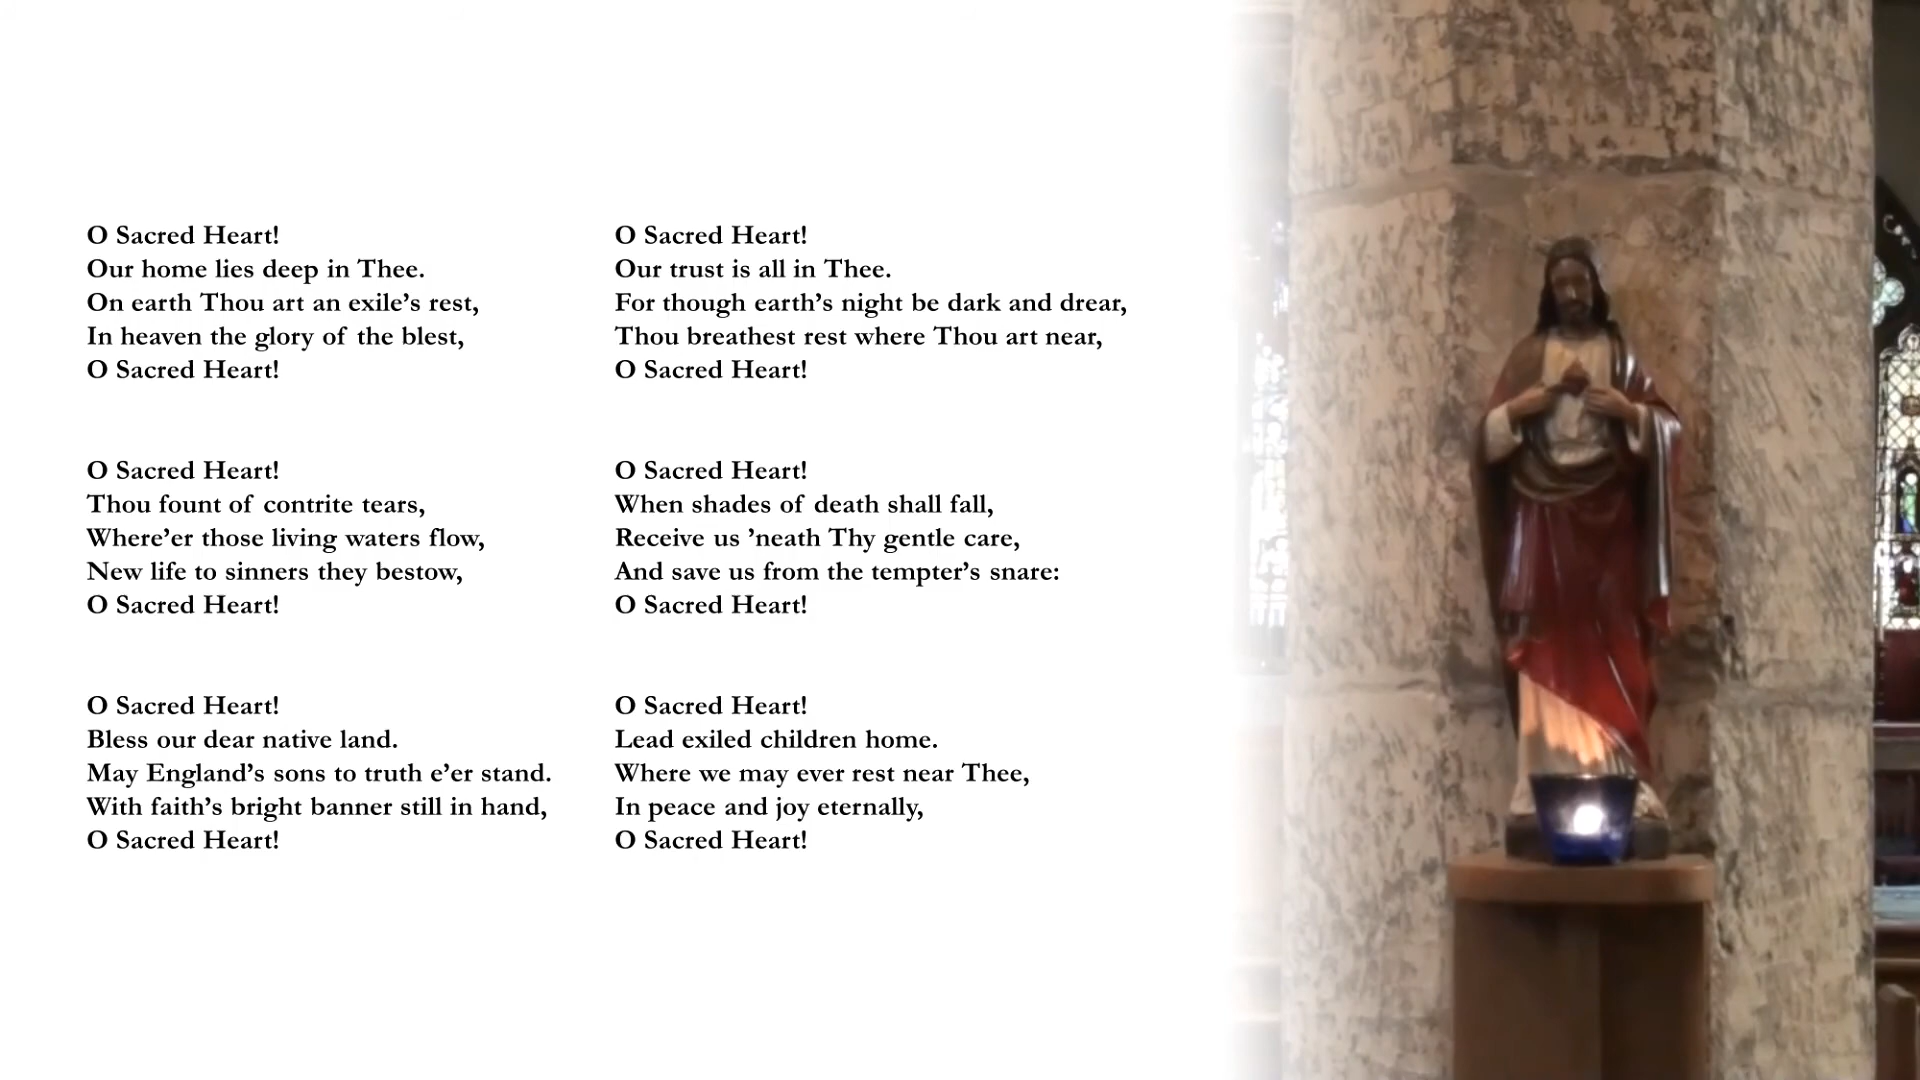 O Sacred Heart!
Our home lies deep in Thee.
On earth Thou art an exile’s rest,
In heaven the glory of the blest,
O Sacred Heart!
O Sacred Heart!
Thou fount of contrite tears,
Where’er those living waters flow,
New life to sinners they bestow,
O Sacred Heart!
O Sacred Heart!
Bless our dear native land.
May England’s sons to truth e’er stand.
With faith’s bright banner still in hand,
O Sacred Heart!
O Sacred Heart!
Our trust is all in Thee.
For though earth’s night be dark and drear,
Thou breathest rest where Thou art near,
O Sacred Heart!
O Sacred Heart!
When shades of death shall fall,
Receive us ’neath Thy gentle care,
And save us from the tempter’s snare:
O Sacred Heart!
O Sacred Heart!
Lead exiled children home.
Where we may ever rest near Thee,
In peace and joy eternally,
O Sacred Heart!